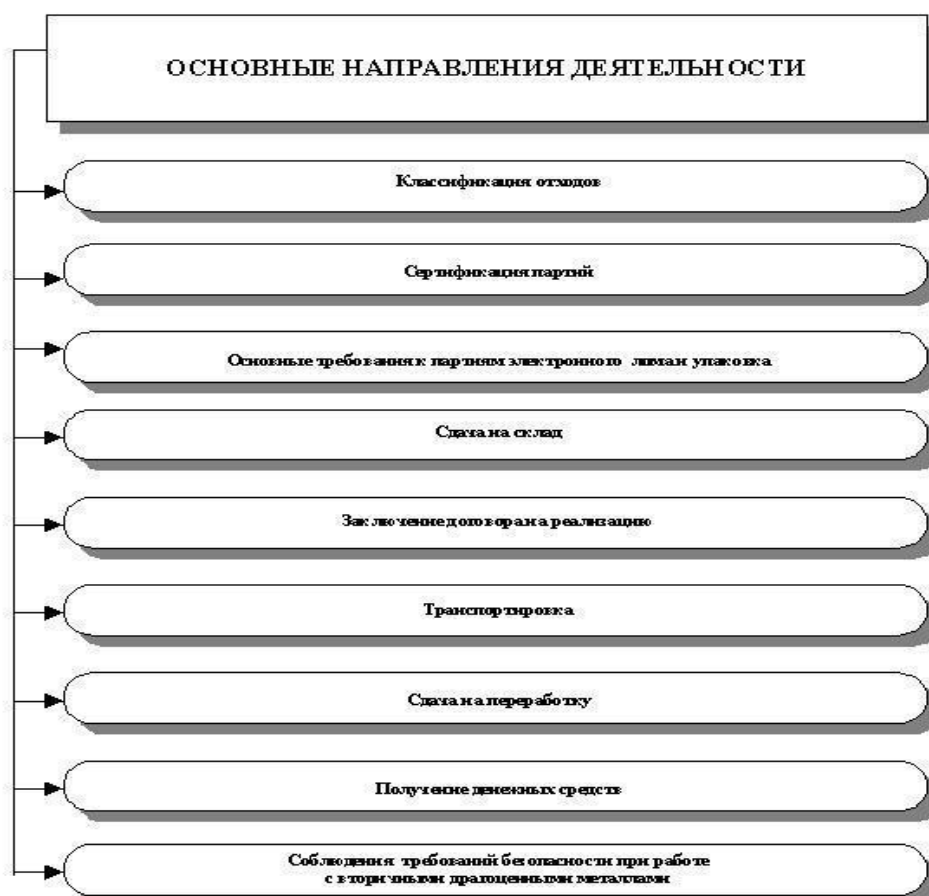 ОСНОВНЫЕ НАПРАВЛЕНИЯ ДЕЯТЕЛЬНОСТИ
Классификация отходов
Сертификация партий
Основные требования к партиям электронного лома и упаковка
Сдача на склад
Заключение договора на реализацию
Транспортировка
Сдача на переработку
Получение денежных средств
Соблюдения требований безопасности при работе
с вторичными драгоценными металлами